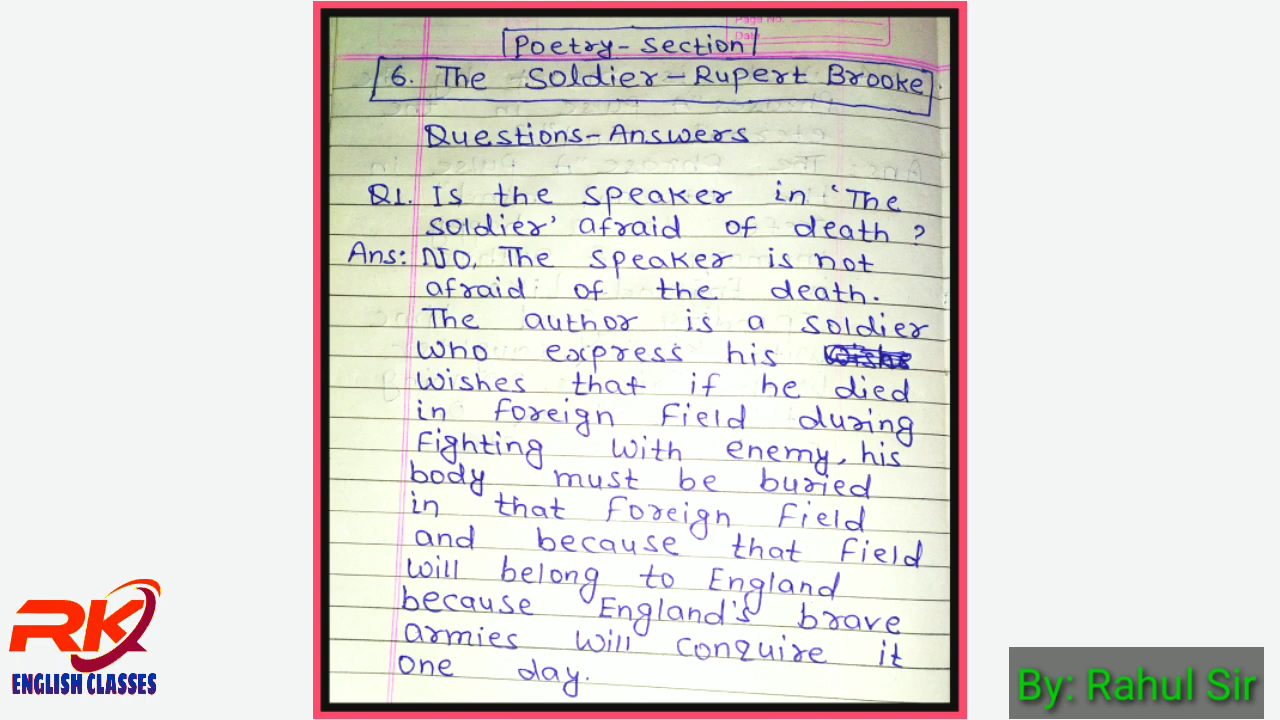 Page No.
Date
Poetry-Section
6. The Soldier-Rupert Brooke
Questions-Answers
Q1. Is the speaker in 'The
soldier' afraid of death?
Ans: No. The speaker is not
afraid of the death.
The author is a soldier
who express his
wishes that if he died
in foreign field during
fighting with enemy, his
body must be buried
in that foreign field
and because that field
will belong to England
because England's brave
armies will conquire it
one day.
RK
ENGLISH CLASSES
By: Rahul Sir